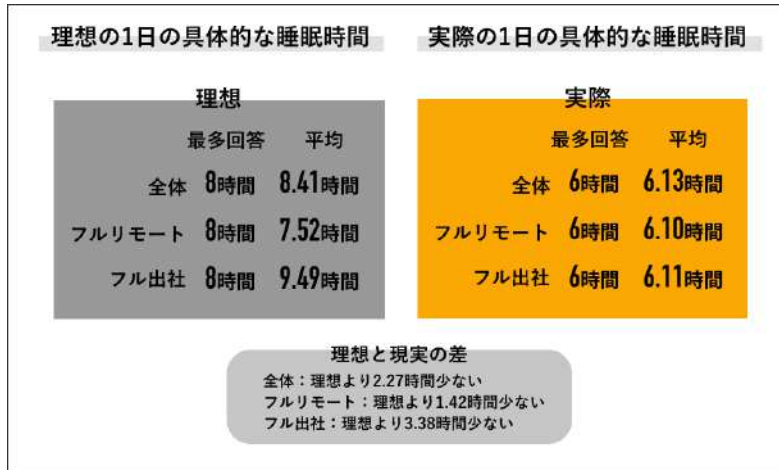 理想の1日の具体的な睡眠時間
実際の1日の具体的な睡眠時間
理想
最多回答 平均
全体 8時間 8.41時間
フルリモート 8時間 7.52時間
フル出社 8時間 9.49時間
実際
最多回答 平均
全体 6時間 6.13時間
フルリモート 6時間 6.10時間
フル出社 6時間 6.11時間
理想と現実の差
全体：理想より2.27時間少ない
フルリモート：理想より1.42時間少ない
フル出社：理想より3.38時間少ない